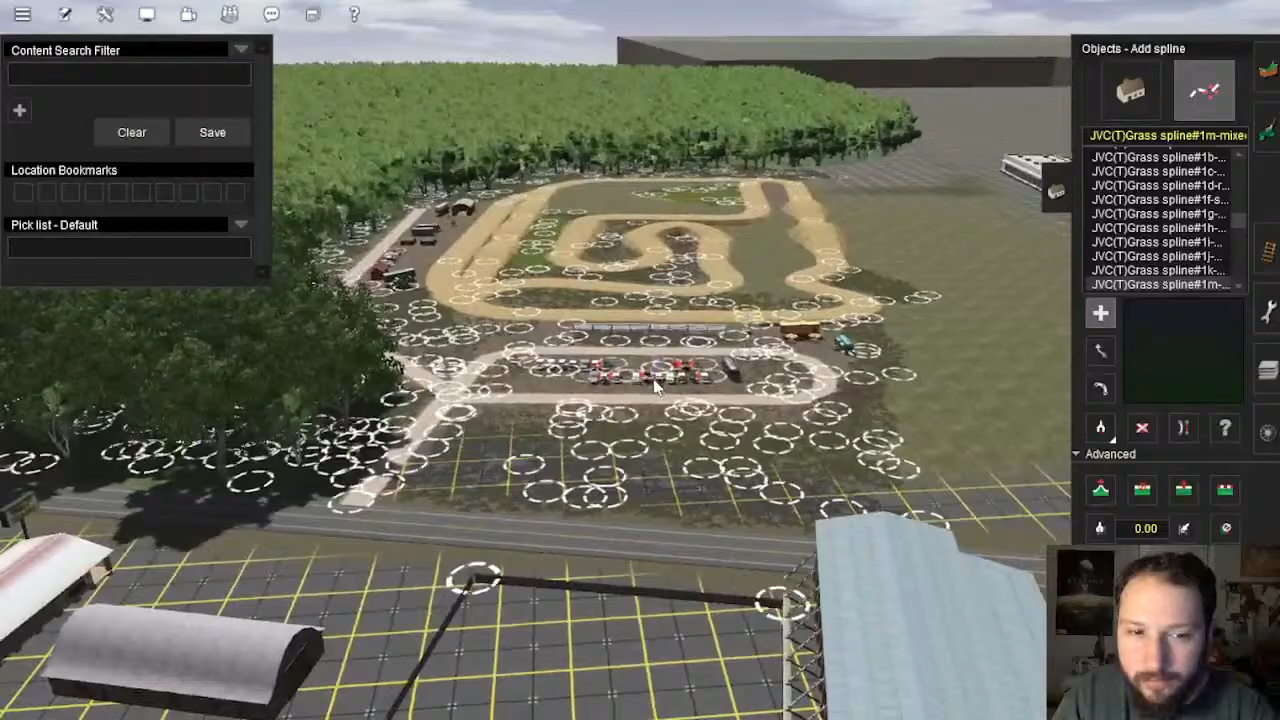 Content Search Filter
Clear
Save
Location Bookmarks
Pick list - Default
Objects - Add spline
JVC(T)Grass spline#1m-mixe
JVC(T)Grass spline#1b-...
JVC(T)Grass spline#1c-...
JVC(T)Grass spline#1d-r...
JVC(T)Grass spline#1f-s...
JVC(T)Grass spline#1g-...
JVC(T)Grass spline#1h-...
JVC(T)Grass spline#1i-...
JVC(T)Grass spline#1j-...
JVC(T)Grass spline#1k-...
JVC(T)Grass spline#1m-...
Advanced
0.00